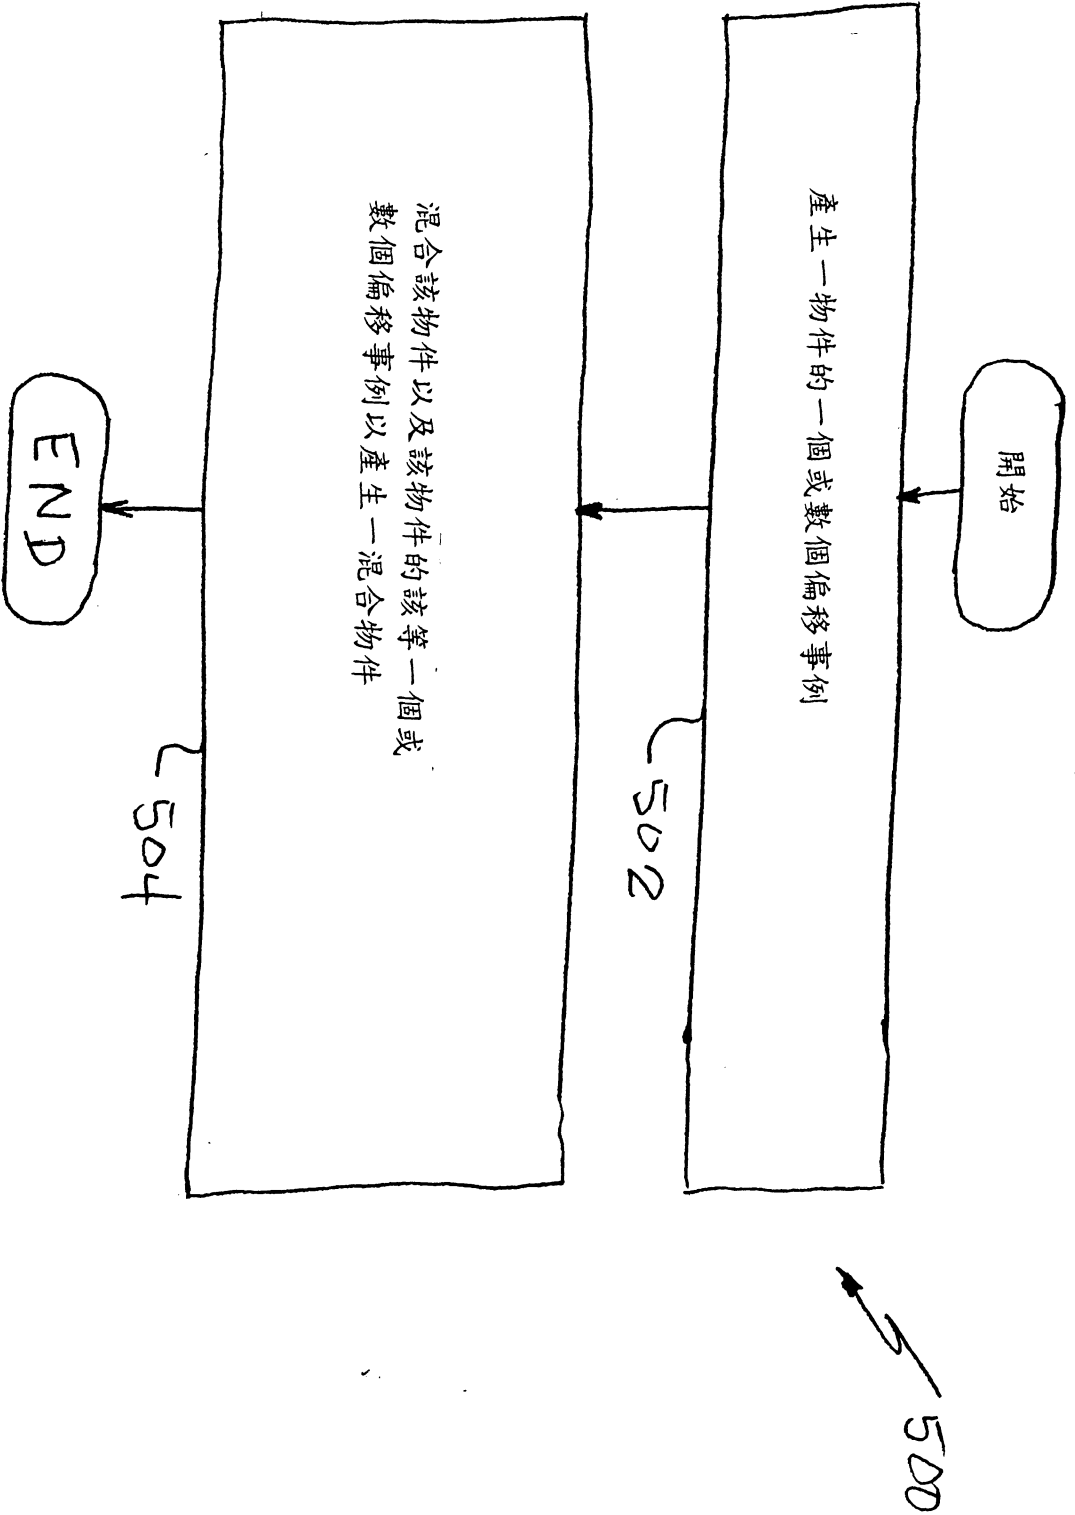 開始
產生一物件的一個或數個偏移事例
502
混合該物件以及該物件的該等一個或
數個偏移事例以產生一混合物件
504
END
500